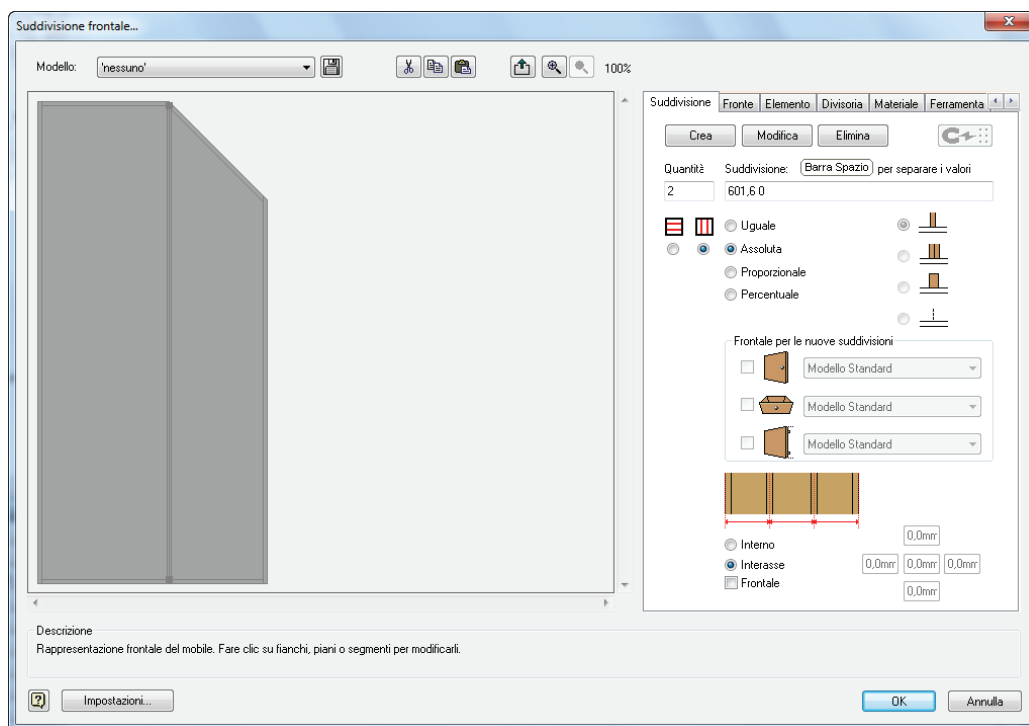 Suddivisione frontale...
Modello: 'nessuno' 100%
Suddivisione Fronte Elemento Divisoria Materiale Ferramenta
Crea Modifica Elimina
Quantità Suddivisione: Barra Spazio per separare i valori
2 601,6 0
Uguale
Assoluta
Proporzionale
Percentuale
Frontale per le nuove suddivisioni
Modello Standard
Modello Standard
Modello Standard
0,0mm
Interno
Interasse 0,0mm 0,0mm 0,0mm
Frontale
0,0mm
Descrizione
Rappresentazione frontale del mobile. Fare clic su fianchi, piani o segmenti per modificarli.
Impostazioni... OK Annulla